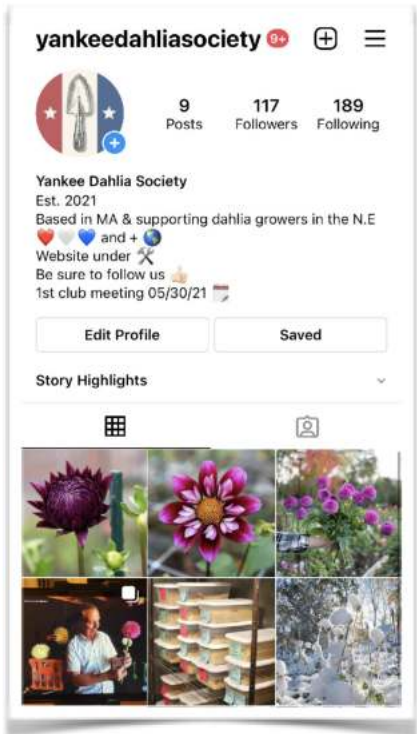 yankeedahliasociety 9+
9 117 189
Posts Followers Following
Yankee Dahlia Society
Est. 2021
Based in MA & supporting dahlia growers in the N.E
❤️🤍💙 and + 🌎
Website under 🛠️
Be sure to follow us 👍🏻
1st club meeting 05/30/21 🗓️
Edit Profile Saved
Story Highlights